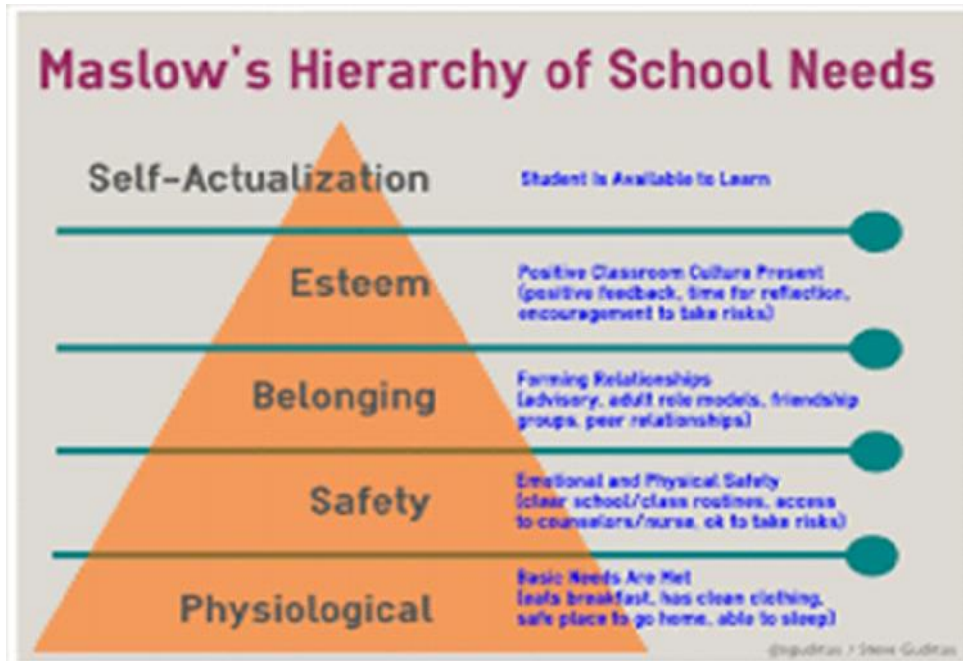 Maslow's Hierarchy of School Needs
Self-Actualization
Student Is Available to Learn
Esteem
Positive Classroom Culture Present
(positive feedback, time for reflection,
encouragement to take risks)
Belonging
Forming Relationships
(advisory, adult role models, friendship
groups, peer relationships)
Safety
Emotional and Physical Safety
(clear school/class routines, access
to counselors/nurse, ok to take risks)
Physiological
Basic Needs Are Met
(eats breakfast, has clean clothing,
safe place to go home, able to sleep)
@sguditas / Steve Guditas